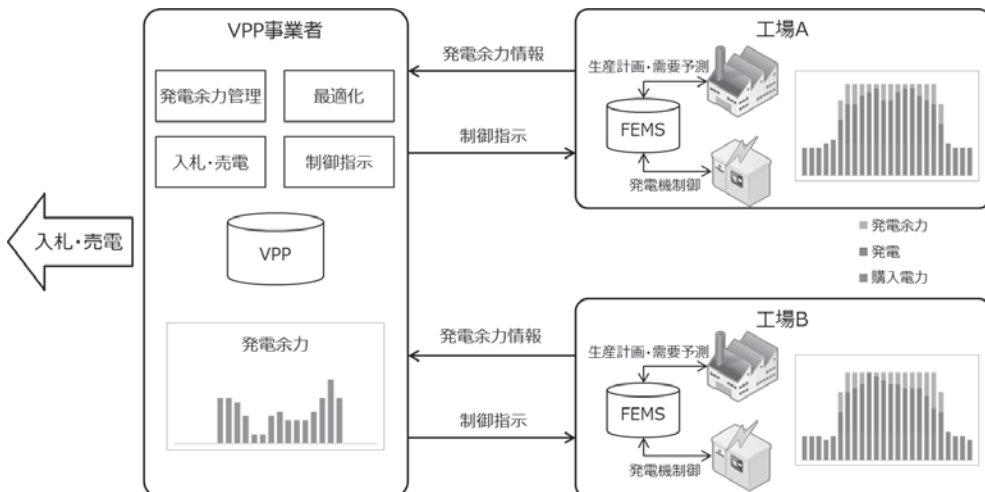 VPP事業者
発電余力管理
最適化
入札・売電
制御指示
VPP
発電余力
入札・売電
発電余力情報
制御指示
発電余力情報
制御指示
工場A
生産計画・需要予測
FEMS
発電機制御
発電余力
発電
購入電力
工場B
生産計画・需要予測
FEMS
発電機制御